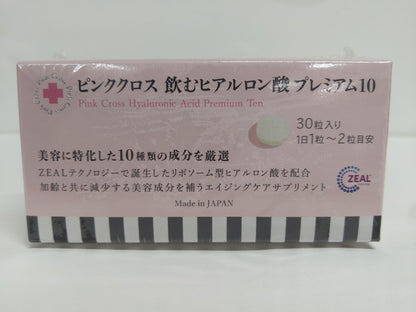 ピンククロス 飲むヒアルロン酸 プレミアム10
Pink Cross Hyaluronic Acid Premium Ten
30粒入り
1日1粒～2粒目安
美容に特化した10種類の成分を厳選
ZEALテクノロジーで誕生したリポソーム型ヒアルロン酸を配合
加齢と共に減少する美容成分を補うエイジングケアサプリメント
ZEAL
Made in JAPAN